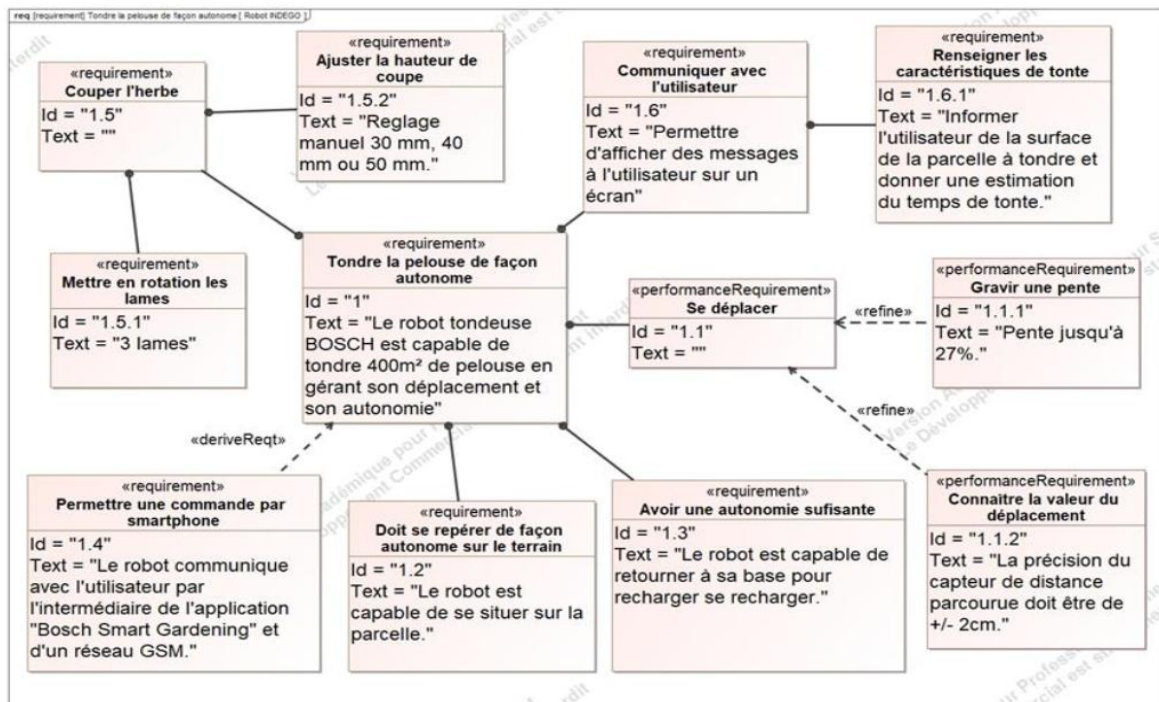 req [requirement] Tondre la pelouse de façon autonome [ Robot INDEGO ]
«requirement»
Couper l'herbe
Id = "1.5"
Text = ""
«requirement»
Ajuster la hauteur de
coupe
Id = "1.5.2"
Text = "Reglage
manuel 30 mm, 40
mm ou 50 mm."
«requirement»
Communiquer avec
l'utilisateur
Id = "1.6"
Text = "Permettre
d'afficher des messages
à l'utilisateur sur un
écran"
«requirement»
Renseigner les
caractéristiques de tonte
Id = "1.6.1"
Text = "Informer
l'utilisateur de la surface
de la parcelle à tondre et
donner une estimation
du temps de tonte."
«requirement»
Mettre en rotation les
lames
Id = "1.5.1"
Text = "3 lames"
«requirement»
Tondre la pelouse de façon
autonome
Id = "1"
Text = "Le robot tondeuse
BOSCH est capable de
tondre 400m² de pelouse en
gérant son déplacement et
son autonomie"
«performanceRequirement»
Se déplacer
Id = "1.1"
Text = ""
«refine»
«performanceRequirement»
Gravir une pente
Id = "1.1.1"
Text = "Pente jusqu'à
27%."
«refine»
«deriveReqt»
«requirement»
Permettre une commande par
smartphone
Id = "1.4"
Text = "Le robot communique
avec l'utilisateur par
l'intermédiaire de l'application
"Bosch Smart Gardening" et
d'un réseau GSM."
«requirement»
Doit se repérer de façon
autonome sur le terrain
Id = "1.2"
Text = "Le robot est
capable de se situer sur la
parcelle."
«requirement»
Avoir une autonomie sufisante
Id = "1.3"
Text = "Le robot est capable de
retourner à sa base pour
recharger se recharger."
«performanceRequirement»
Connaître la valeur du
déplacement
Id = "1.1.2"
Text = "La précision du
capteur de distance
parcourue doit être de
+/- 2cm."